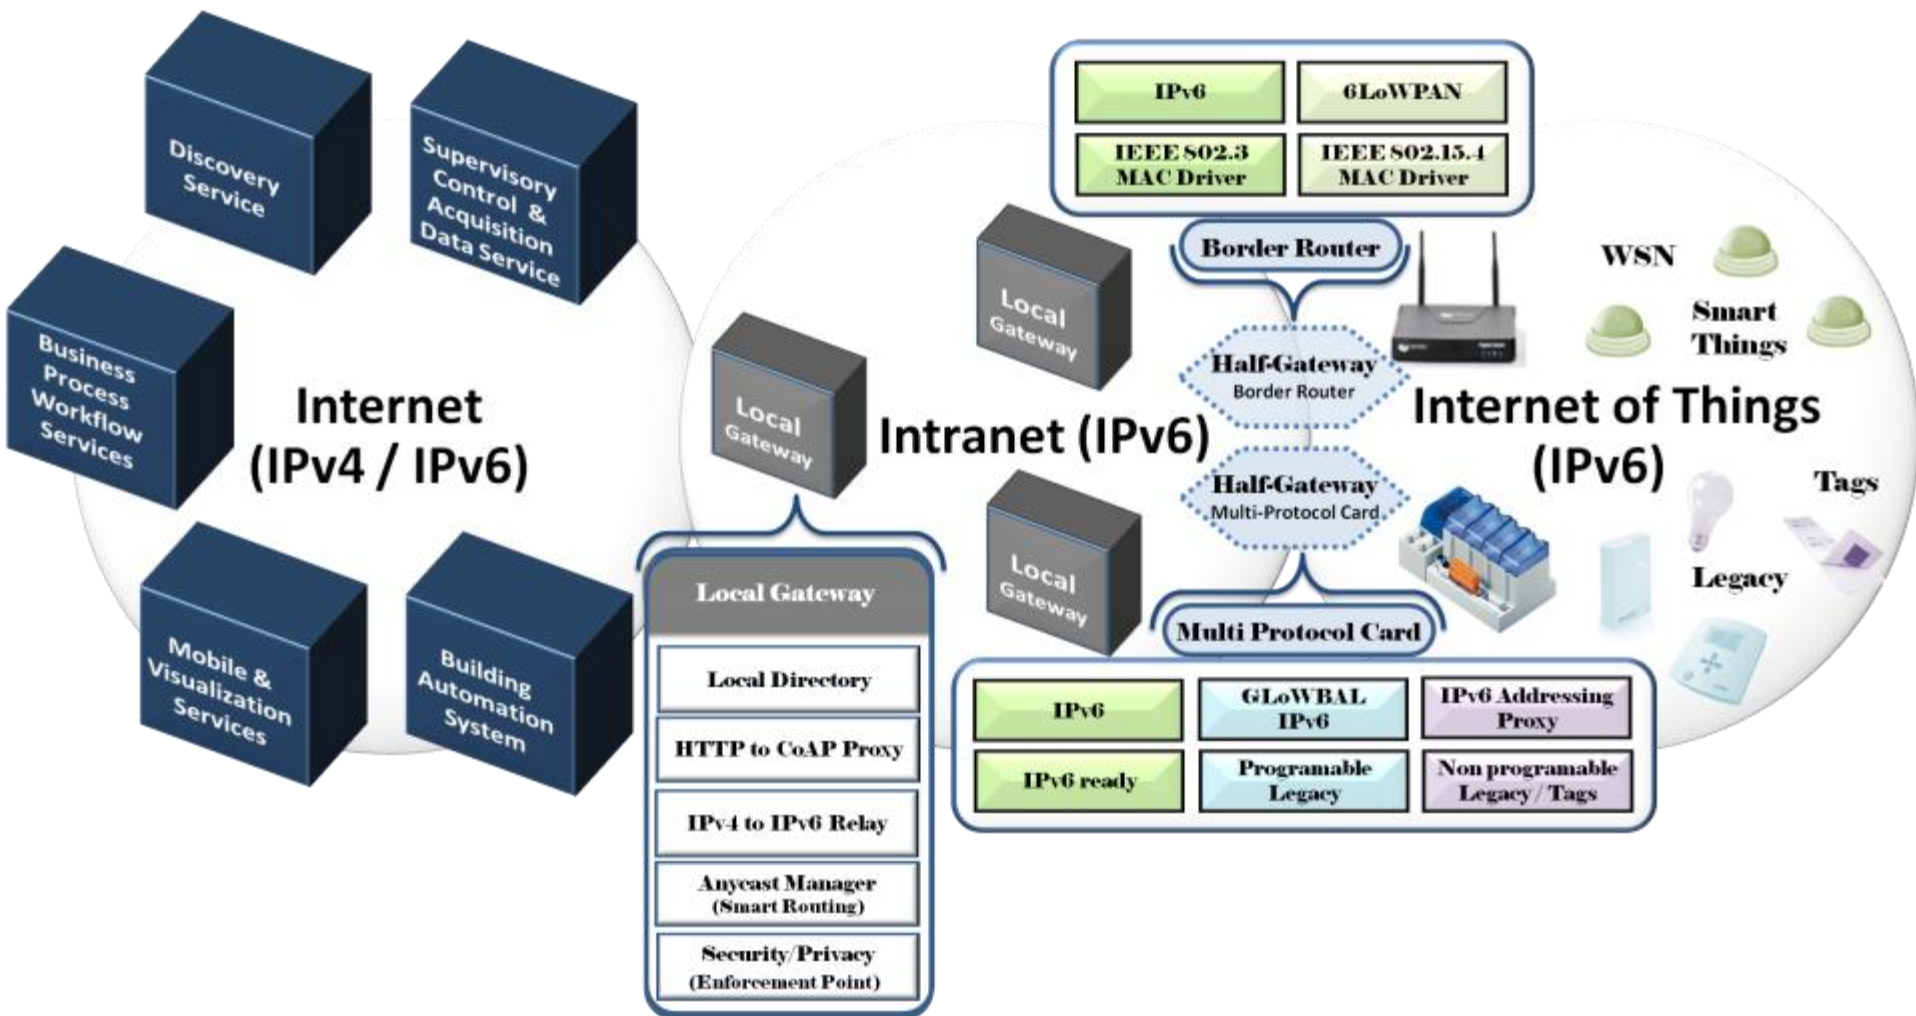 Discovery
Service
Supervisory
Control &
Acquisition
Data Service
Business
Process
Workflow
Services
Internet
(IPv4 / IPv6)
Mobile &
Visualization
Services
Building
Automation
System
Local
Gateway
Local
Gateway
Local
Gateway
Intranet (IPv6)
Local Gateway
Local Directory
HTTP to CoAP Proxy
IPv4 to IPv6 Relay
Anycast Manager
(Smart Routing)
Security/Privacy
(Enforcement Point)
IPv6
6LoWPAN
IEEE 802.3
MAC Driver
IEEE 802.15.4
MAC Driver
Border Router
Half-Gateway
Border Router
Half-Gateway
Multi-Protocol Card
Multi Protocol Card
IPv6
GLoWBAL
IPv6
IPv6 Addressing
Proxy
IPv6 ready
Programable
Legacy
Non programable
Legacy / Tags
WSN
Smart
Things
Internet of Things
(IPv6)
Tags
Legacy